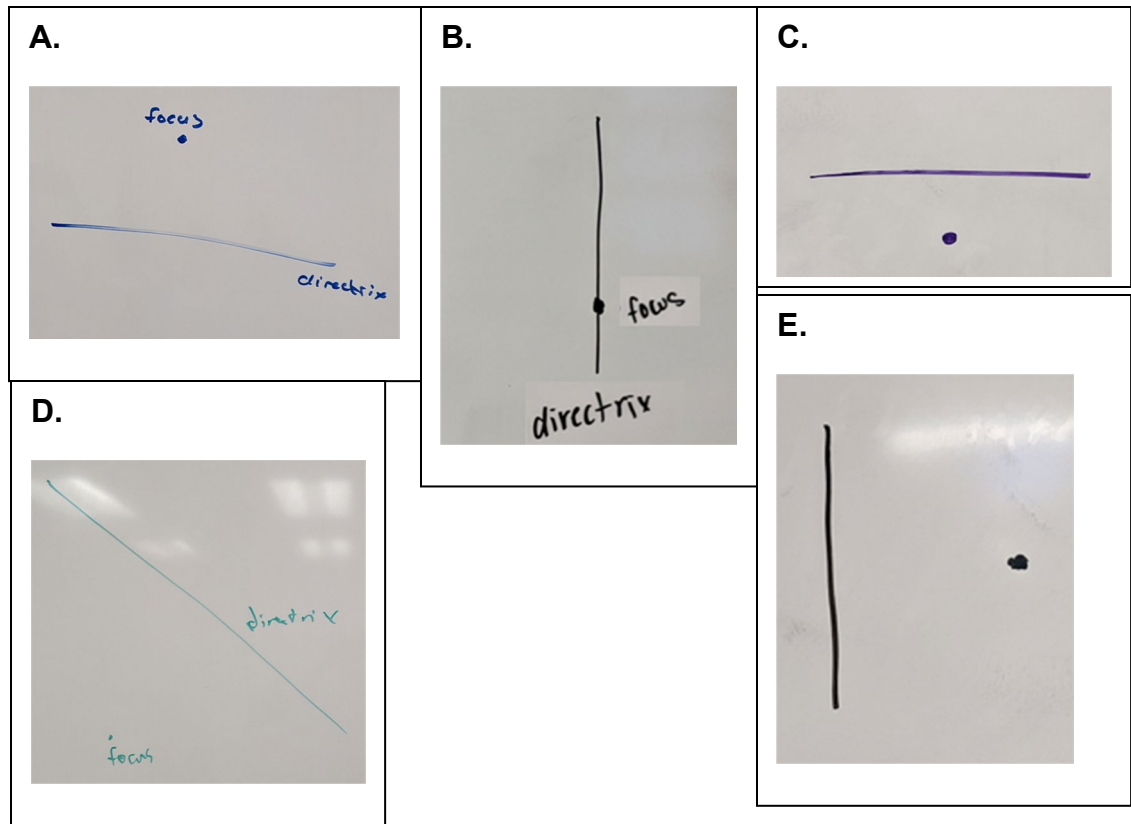 A.
focus
directrix
B.
focus
directrix
C.
D.
directrix
focus
E.